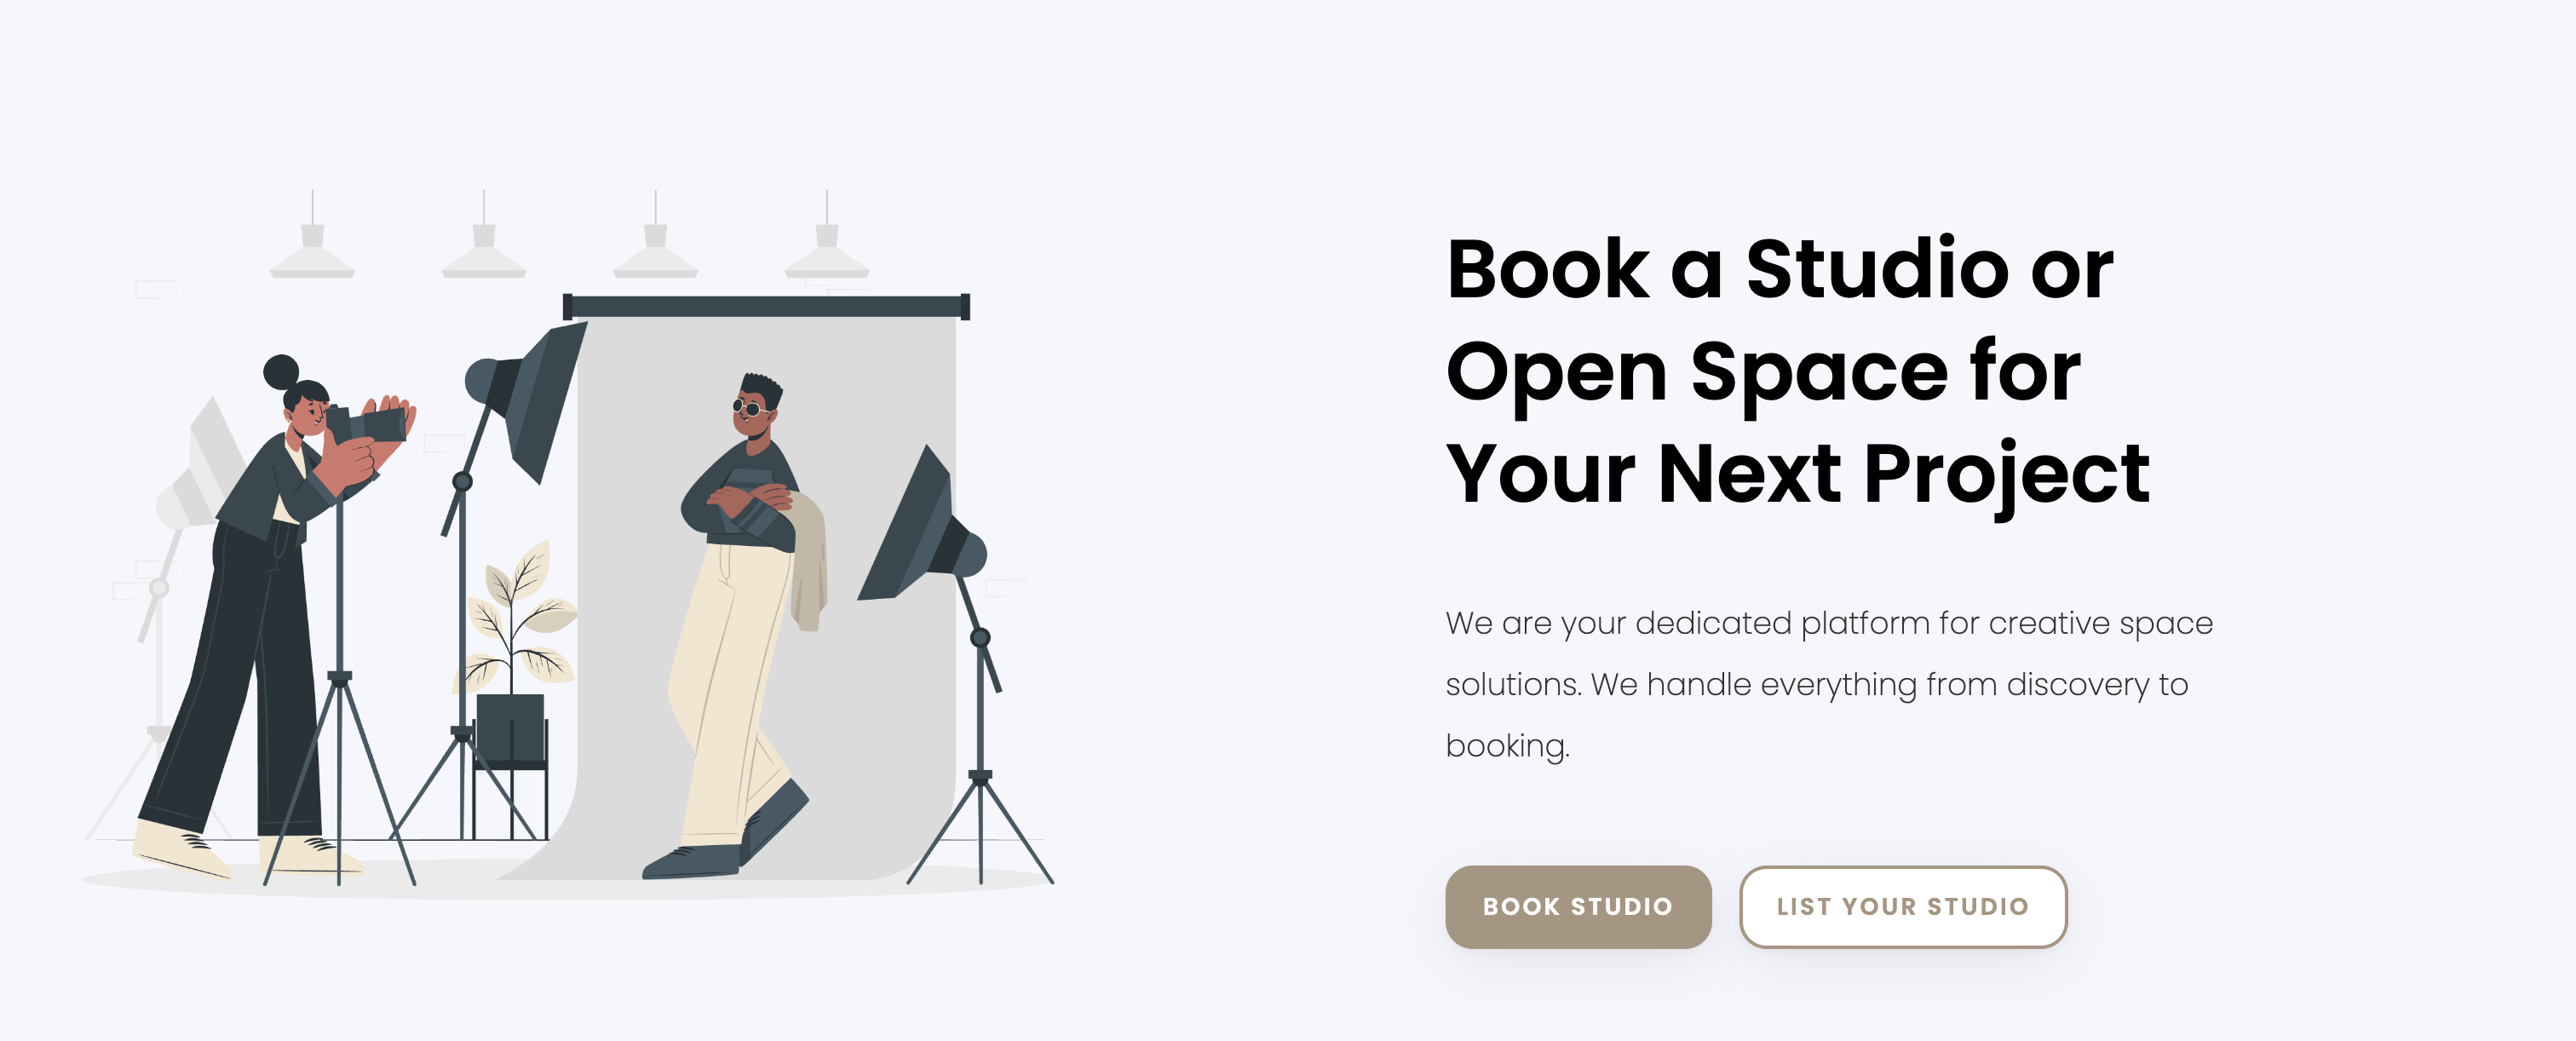 Book a Studio or
Open Space for
Your Next Project
We are your dedicated platform for creative space
solutions. We handle everything from discovery to
booking.
BOOK STUDIO
LIST YOUR STUDIO